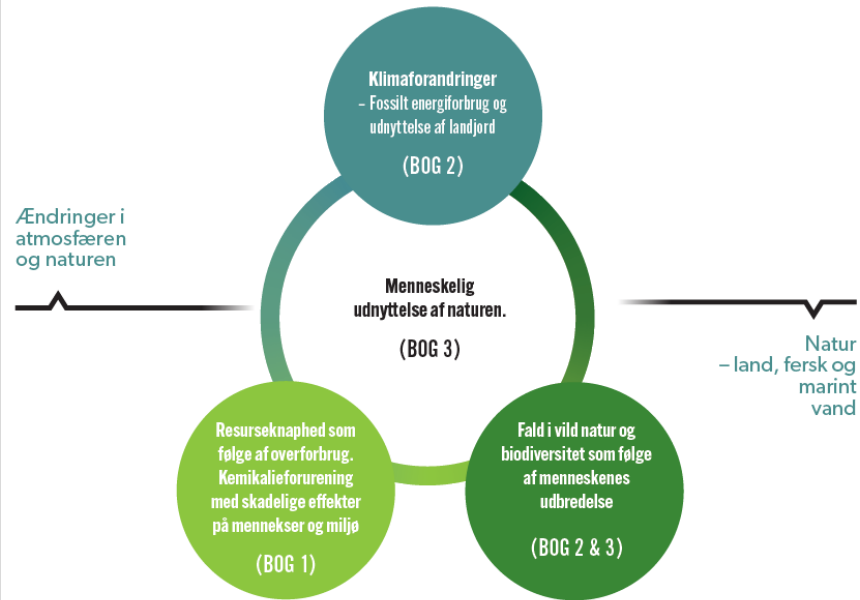 Klimaforandringer
– Fossilt energiforbrug og
udnyttelse af landjord
(BOG 2)
Ændringer i
atmosfæren
og naturen
Menneskelig
udnyttelse af naturen.
(BOG 3)
Natur
– land, fersk og
marint
vand
Resurseknaphed som
følge af overforbrug.
Kemikalieforurening
med skadelige effekter
på mennekser og miljø
(BOG 1)
Fald i vild natur og
biodiversitet som følge
af menneskenes
udbredelse
(BOG 2 & 3)